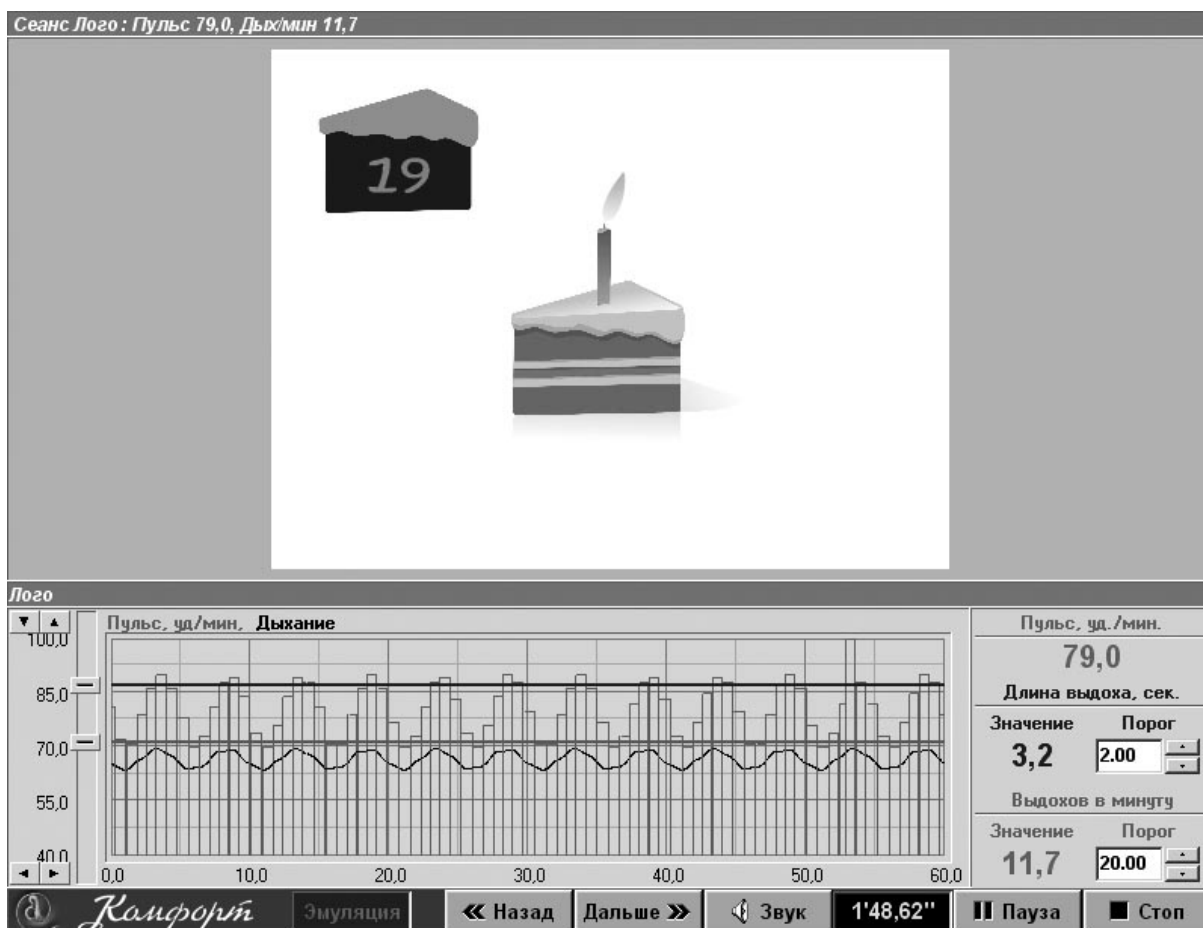 Сеанс Лого : Пульс 79,0, Дых/мин 11,7
19
Лого
Пульс, уд/мин, Дыхание
Пульс, уд./мин.
79,0
Длина выдоха, сек.
Значение Порог
3,2 2.00
Выдохов в минуту
Значение Порог
11,7 20.00
100,0
85,0
70,0
55,0
40,0
0,0 10,0 20,0 30,0 40,0 50,0 60,0
Комфорт Эмуляция Назад Дальше Звук 1'48,62" Пауза Стоп